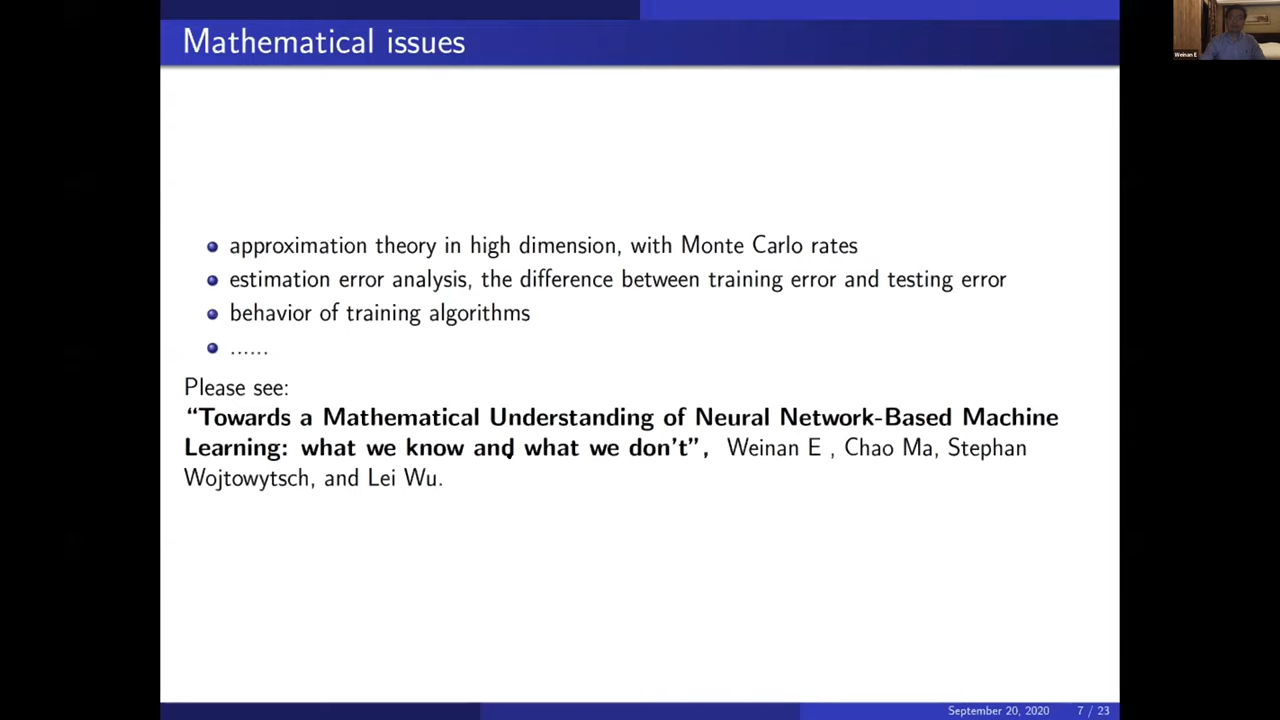 Mathematical issues
Weinan E
approximation theory in high dimension, with Monte Carlo rates
estimation error analysis, the difference between training error and testing error
behavior of training algorithms
......
Please see:
“Towards a Mathematical Understanding of Neural Network-Based Machine
Learning: what we know and what we don't”, Weinan E , Chao Ma, Stephan
Wojtowytsch, and Lei Wu.
September 20, 2020 7 / 23